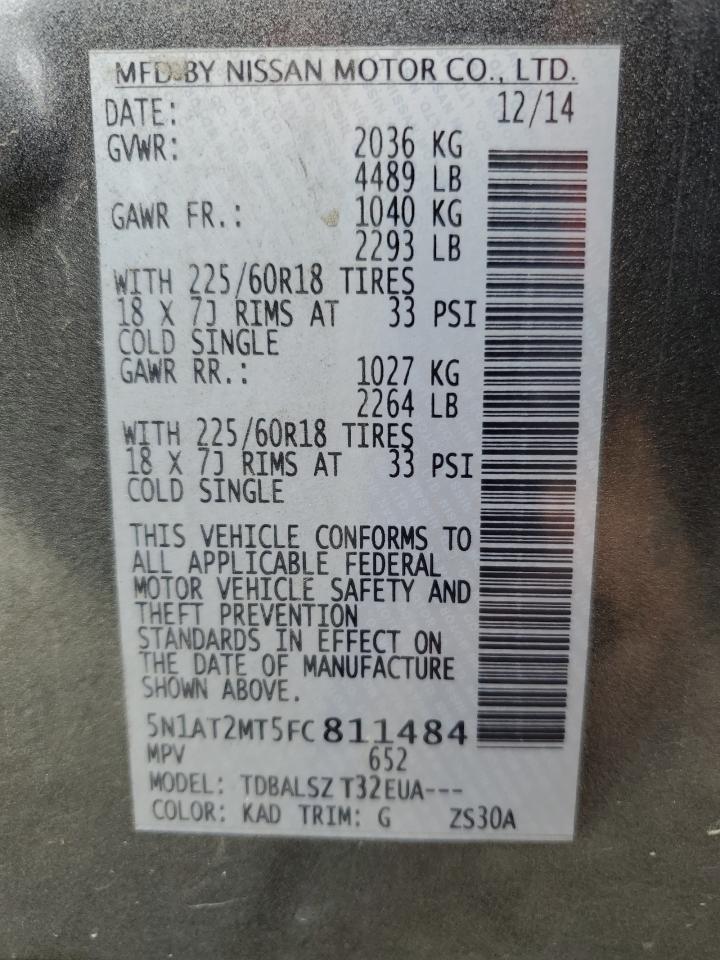 MFD BY NISSAN MOTOR CO., LTD.
DATE: 12/14
GVWR: 2036 KG
4489 LB
GAWR FR.: 1040 KG
2293 LB
WITH 225/60R18 TIRES
18 X 7J RIMS AT 33 PSI
COLD SINGLE
GAWR RR.: 1027 KG
2264 LB
WITH 225/60R18 TIRES
18 X 7J RIMS AT 33 PSI
COLD SINGLE
THIS VEHICLE CONFORMS TO
ALL APPLICABLE FEDERAL
MOTOR VEHICLE SAFETY AND
THEFT PREVENTION
STANDARDS IN EFFECT ON
THE DATE OF MANUFACTURE
SHOWN ABOVE.
5N1AT2MT5FC811484
MPV 652
MODEL: TDBALSZ T32EUA---
COLOR: KAD TRIM: G ZS30A